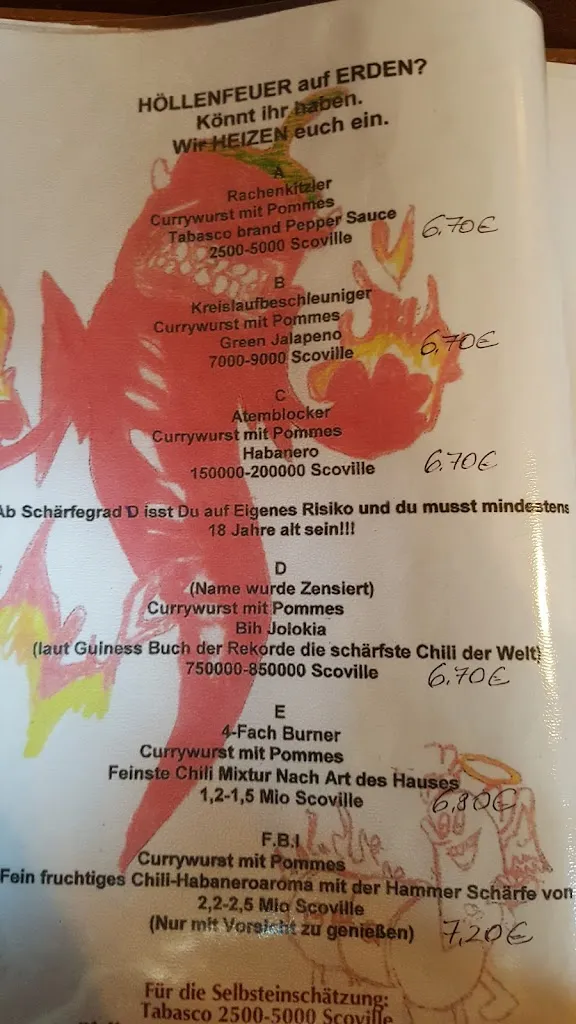 HÖLLENFEUER auf ERDEN?
Könnt ihr haben.
Wir HEIZEN euch ein.
A
Rachenkitzler
Currywurst mit Pommes
Tabasco brand Pepper Sauce
2500-5000 Scoville
6.70€
B
Kreislaufbeschleuniger
Currywurst mit Pommes
Green Jalapeno
7000-9000 Scoville
6.70€
C
Atemblocker
Currywurst mit Pommes
Habanero
150000-200000 Scoville
6.70€
Ab Schärfegrad D isst Du auf Eigenes Risiko und du musst mindestens
18 Jahre alt sein!!!
D
(Name wurde Zensiert)
Currywurst mit Pommes
Bih Jolokia
(laut Guiness Buch der Rekorde die schärfste Chili der Welt)
750000-850000 Scoville
6.70€
E
4-Fach Burner
Currywurst mit Pommes
Feinste Chili Mixtur Nach Art des Hauses
1,2-1,5 Mio Scoville
6,80€
F.B.I
Currywurst mit Pommes
Fein fruchtiges Chili-Habaneroaroma mit der Hammer Schärfe von
2,2-2,5 Mio Scoville
(Nur mit Vorsicht zu genießen)
7,20€
Für die Selbsteinschätzung:
Tabasco 2500-5000 Scoville